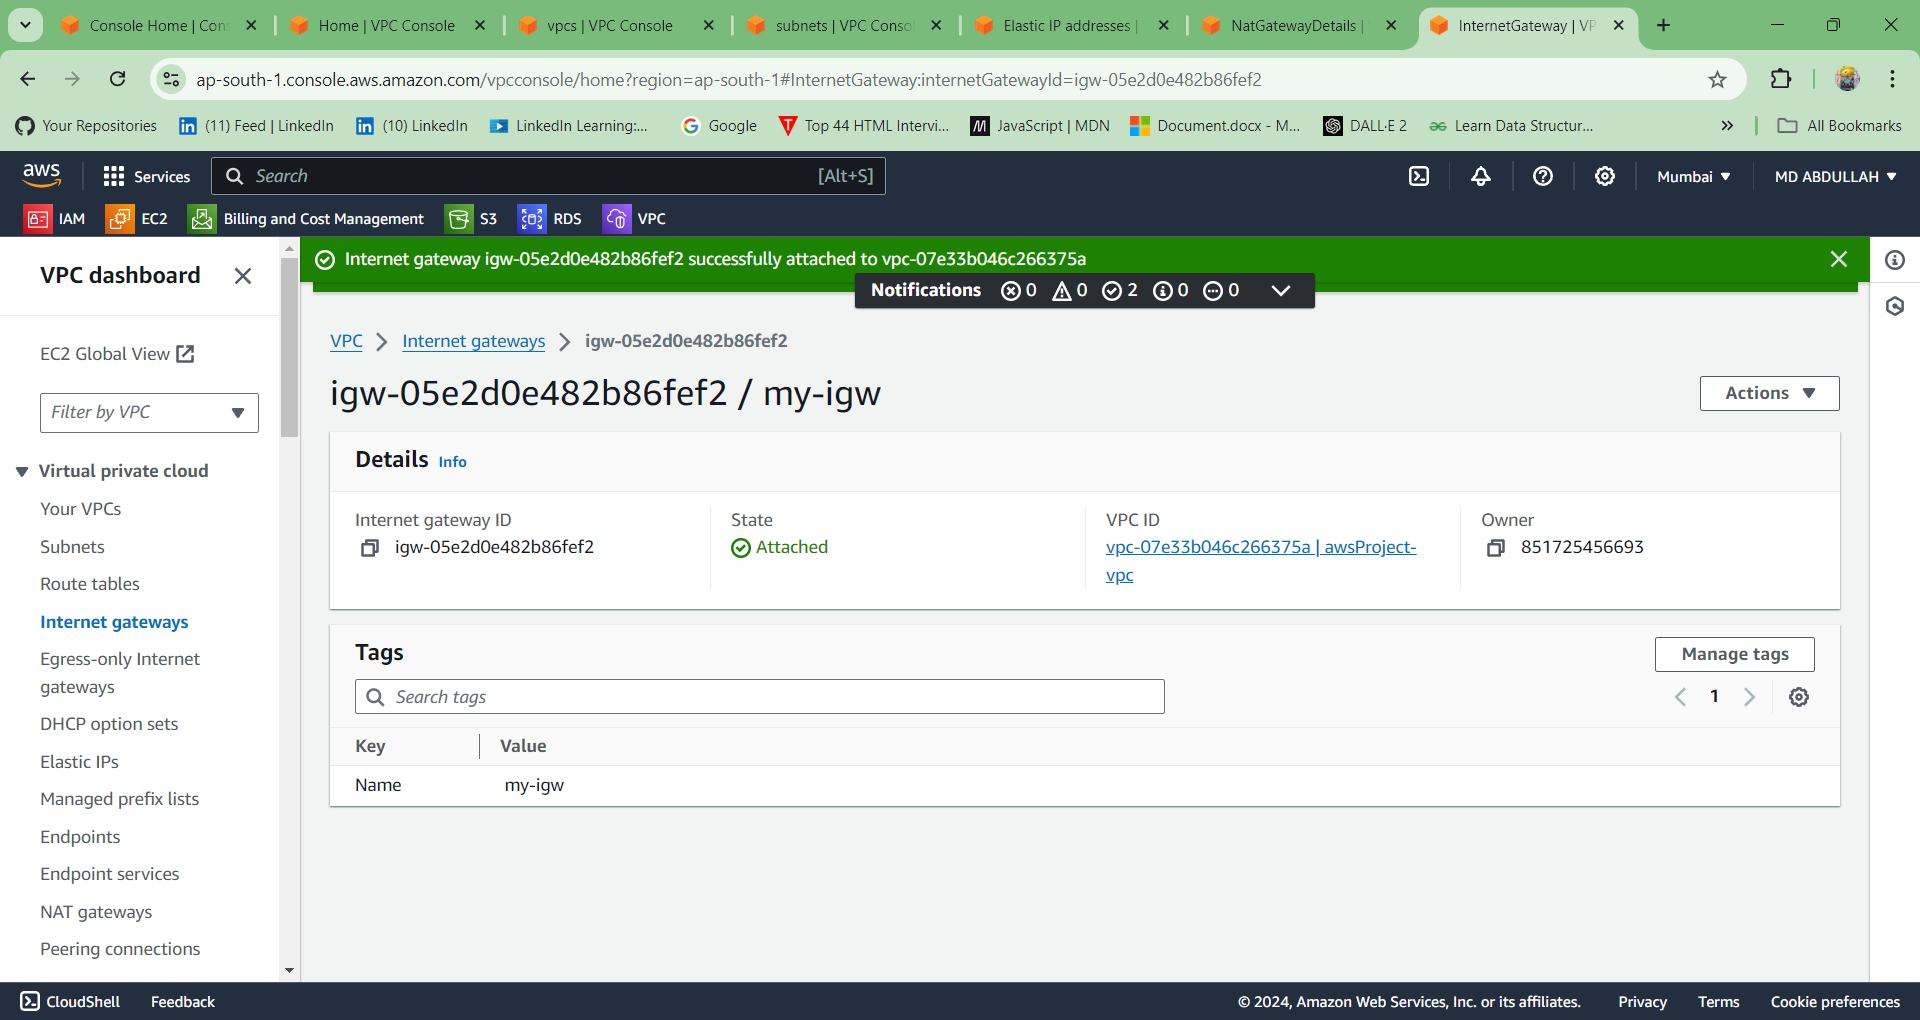 Console Home | Con
Home | VPC Console
vpcs | VPC Console
subnets | VPC Conso
Elastic IP addresses |
NatGatewayDetails |
InternetGateway | VP
ap-south-1.console.aws.amazon.com/vpcconsole/home?region=ap-south-1#InternetGateway:internetGatewayId=igw-05e2d0e482b86fef2
Your Repositories
(11) Feed | LinkedIn
(10) LinkedIn
LinkedIn Learning:...
Google
Top 44 HTML Intervi...
JavaScript | MDN
Document.docx - M...
DALL·E 2
Learn Data Structur...
All Bookmarks
aws
Services
Search
[Alt+S]
Mumbai
MD ABDULLAH
IAM
EC2
Billing and Cost Management
S3
RDS
VPC
VPC dashboard
EC2 Global View
Filter by VPC
Virtual private cloud
Your VPCs
Subnets
Route tables
Internet gateways
Egress-only Internet
gateways
DHCP option sets
Elastic IPs
Managed prefix lists
Endpoints
Endpoint services
NAT gateways
Peering connections
Internet gateway igw-05e2d0e482b86fef2 successfully attached to vpc-07e33b046c266375a
Notifications 0 0 2 0 0
VPC
Internet gateways
igw-05e2d0e482b86fef2
igw-05e2d0e482b86fef2 / my-igw
Actions
Details Info
Internet gateway ID
igw-05e2d0e482b86fef2
State
Attached
VPC ID
vpc-07e33b046c266375a | awsProject-
vpc
Owner
851725456693
Tags
Manage tags
Search tags
1
Key
Value
Name
my-igw
CloudShell
Feedback
© 2024, Amazon Web Services, Inc. or its affiliates.
Privacy
Terms
Cookie preferences